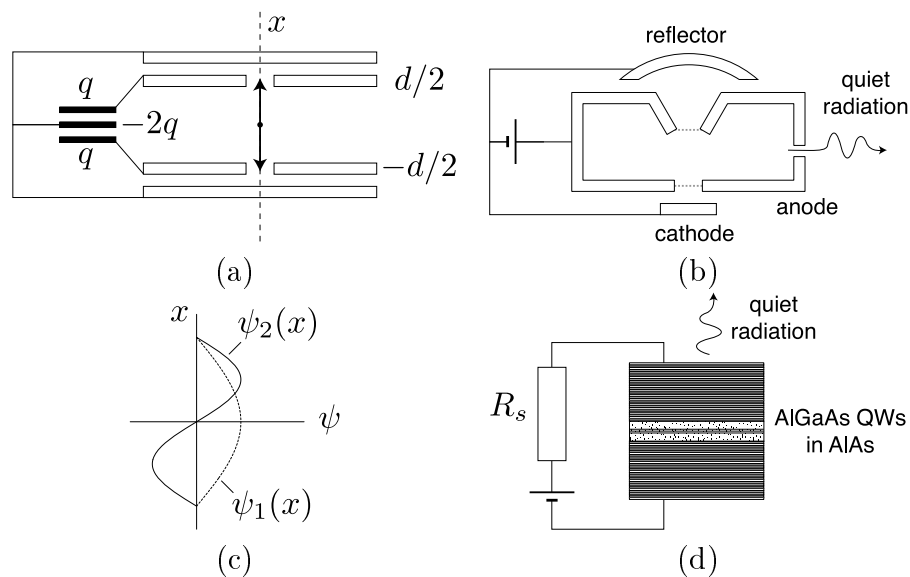 x
q
d/2
−2q
q
−d/2
(a)
reflector
quiet
radiation
anode
cathode
(b)
x
ψ₂(x)
ψ
ψ₁(x)
(c)
quiet
radiation
Rₛ
AlGaAs QWs
in AlAs
(d)